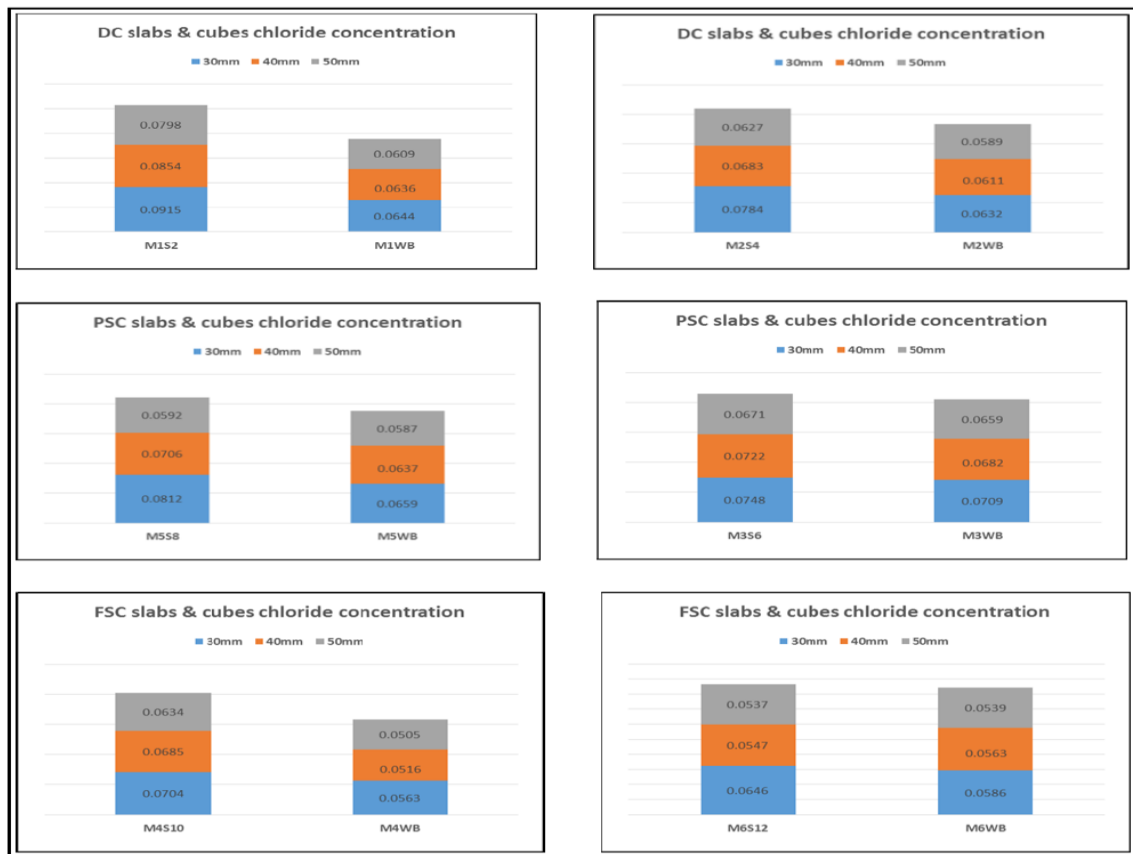 DC slabs & cubes chloride concentration
30mm 40mm 50mm
0.0798
0.0609
0.0854
0.0636
0.0915
0.0644
M1S2 M1WB
DC slabs & cubes chloride concentration
30mm 40mm 50mm
0.0627
0.0589
0.0683
0.0611
0.0784
0.0632
M2S4 M2WB
PSC slabs & cubes chloride concentration
30mm 40mm 50mm
0.0592
0.0587
0.0706
0.0637
0.0812
0.0659
M5S8 M5WB
PSC slabs & cubes chloride concentration
30mm 40mm 50mm
0.0671
0.0659
0.0722
0.0682
0.0748
0.0709
M3S6 M3WB
FSC slabs & cubes chloride concentration
30mm 40mm 50mm
0.0634
0.0505
0.0685
0.0516
0.0704
0.0563
M4S10 M4WB
FSC slabs & cubes chloride concentration
30mm 40mm 50mm
0.0537
0.0539
0.0547
0.0563
0.0646
0.0586
M6S12 M6WB